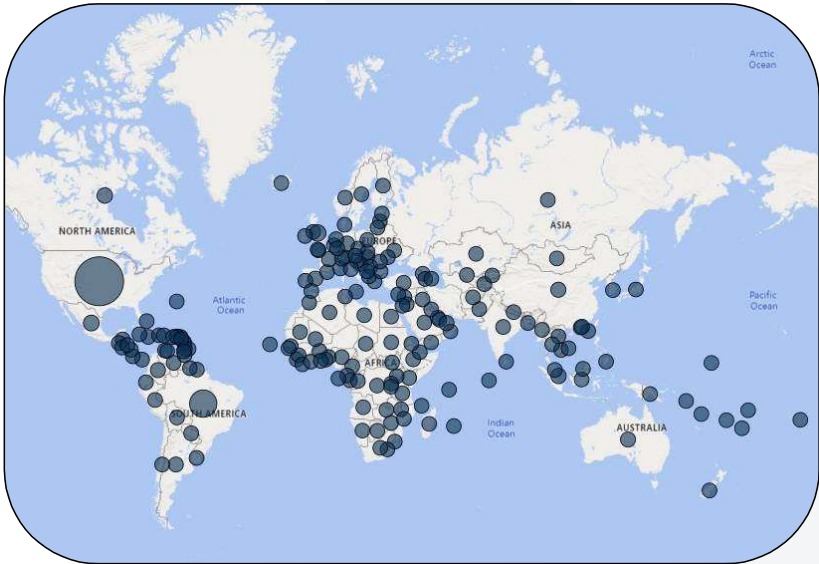 Arctic
Ocean
NORTH AMERICA
EUROPE
ASIA
Atlantic
Ocean
Pacific
Ocean
AFRICA
SOUTH AMERICA
Indian
Ocean
AUSTRALIA